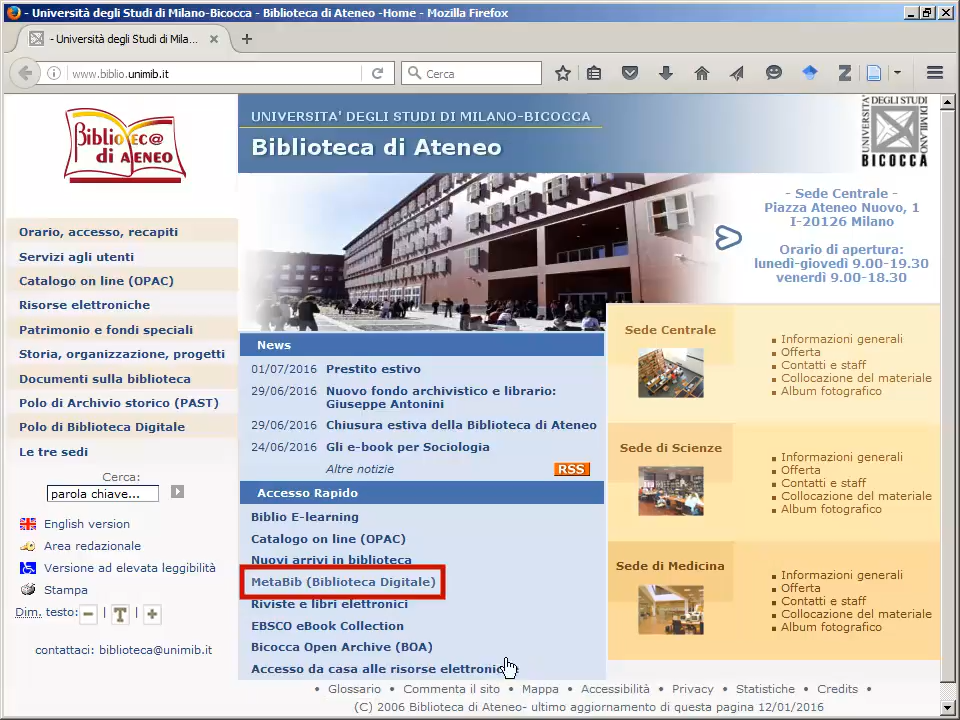 - Università degli Studi di Milano-Bicocca - Biblioteca di Ateneo -Home - Mozilla Firefox
- Università degli Studi di Mila...
www.biblio.unimib.it
Cerca
Bibliotec@
di ATENEO
UNIVERSITA' DEGLI STUDI DI MILANO-BICOCCA
Biblioteca di Ateneo
UNIVERSITA' DEGLI STUDI DI MILANO
BICOCCA
- Sede Centrale -
Piazza Ateneo Nuovo, 1
I-20126 Milano
Orario di apertura:
lunedì-giovedì 9.00-19.30
venerdì 9.00-18.30
Orario, accesso, recapiti
Servizi agli utenti
Catalogo on line (OPAC)
Risorse elettroniche
Patrimonio e fondi speciali
Storia, organizzazione, progetti
Documenti sulla biblioteca
Polo di Archivio storico (PAST)
Polo di Biblioteca Digitale
Le tre sedi
Cerca:
parola chiave...
English version
Area redazionale
Versione ad elevata leggibilità
Stampa
Dim. testo: - | T | +
contattaci: biblioteca@unimib.it
News
01/07/2016 Prestito estivo
29/06/2016 Nuovo fondo archivistico e librario:
Giuseppe Antonini
29/06/2016 Chiusura estiva della Biblioteca di Ateneo
24/06/2016 Gli e-book per Sociologia
Altre notizie
RSS
Accesso Rapido
Biblio E-learning
Catalogo on line (OPAC)
Nuovi arrivi in biblioteca
MetaBib (Biblioteca Digitale)
Riviste e libri elettronici
EBSCO eBook Collection
Bicocca Open Archive (BOA)
Accesso da casa alle risorse elettroniche
Sede Centrale
Informazioni generali
Offerta
Contatti e staff
Collocazione del materiale
Album fotografico
Sede di Scienze
Informazioni generali
Offerta
Contatti e staff
Collocazione del materiale
Album fotografico
Sede di Medicina
Informazioni generali
Offerta
Contatti e staff
Collocazione del materiale
Album fotografico
• Glossario • Commenta il sito • Mappa • Accessibilità • Privacy • Statistiche • Credits •
(C) 2006 Biblioteca di Ateneo- ultimo aggiornamento di questa pagina 12/01/2016